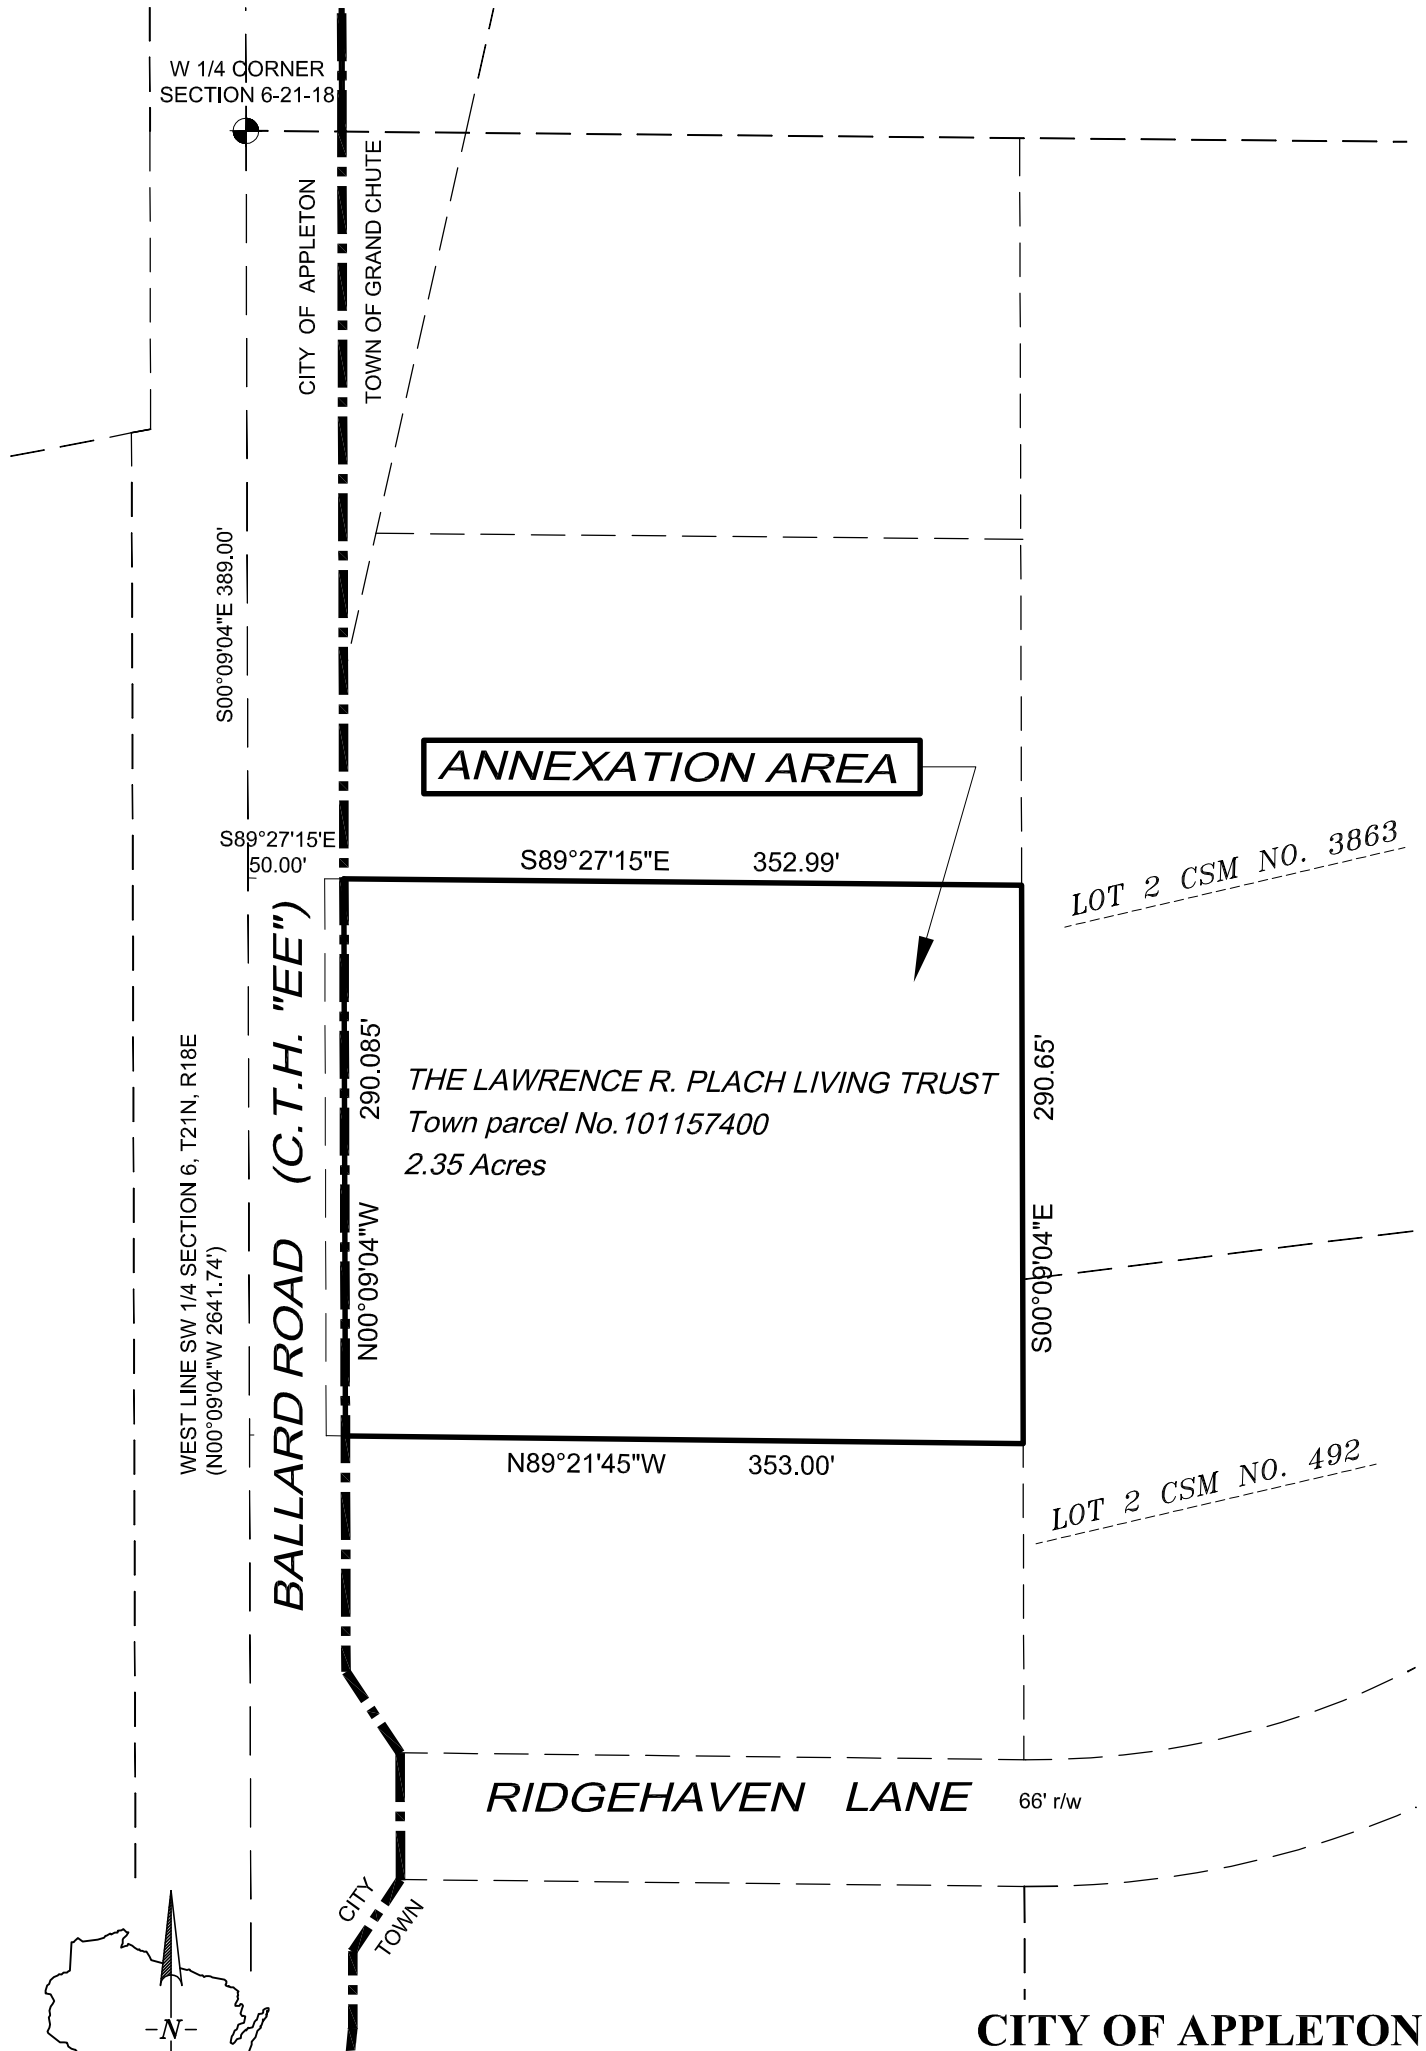 W 1/4 CORNER
SECTION 6-21-18
CITY OF APPLETON
TOWN OF GRAND CHUTE
S00°09'04"E 389.00'
ANNEXATION AREA
S89°27'15'E
50.00'
S89°27'15"E 352.99'
LOT 2 CSM NO. 3863
BALLARD ROAD (C.T.H. "EE")
WEST LINE SW 1/4 SECTION 6, T21N, R18E
(N00°09'04"W 2641.74')
N00°09'04"W 290.085'
THE LAWRENCE R. PLACH LIVING TRUST
Town parcel No.101157400
2.35 Acres
S00°09'04"E 290.65'
N89°21'45"W 353.00'
LOT 2 CSM NO. 492
RIDGEHAVEN LANE 66' r/w
CITY
TOWN
-N-
CITY OF APPLETON